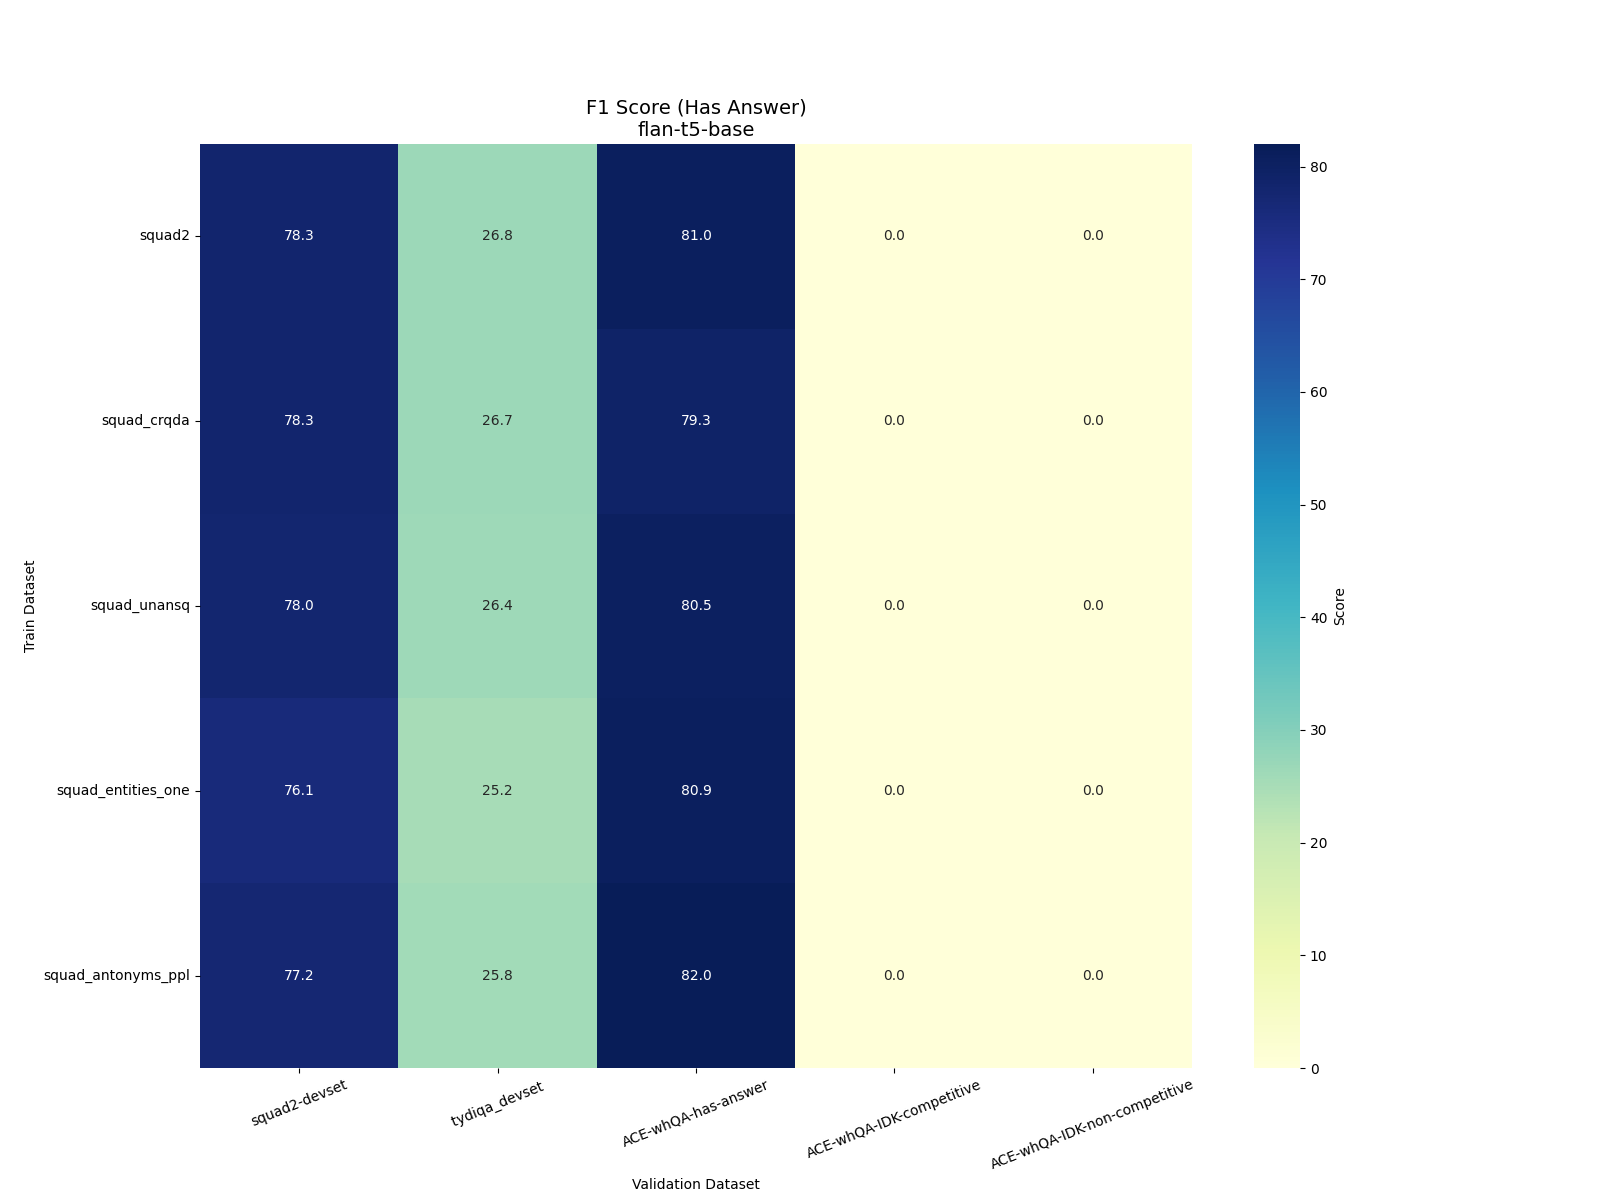 F1 Score (Has Answer)
flan-t5-base
squad2 78.3 26.8 81.0 0.0 0.0
squad_crqda 78.3 26.7 79.3 0.0 0.0
squad_unansq 78.0 26.4 80.5 0.0 0.0
squad_entities_one 76.1 25.2 80.9 0.0 0.0
squad_antonyms_ppl 77.2 25.8 82.0 0.0 0.0
Train Dataset
squad2-devset
tydiqa_devset
ACE-whQA-has-answer
ACE-whQA-IDK-competitive
ACE-whQA-IDK-non-competitive
Validation Dataset
80
70
60
50
40
30
20
10
0
Score